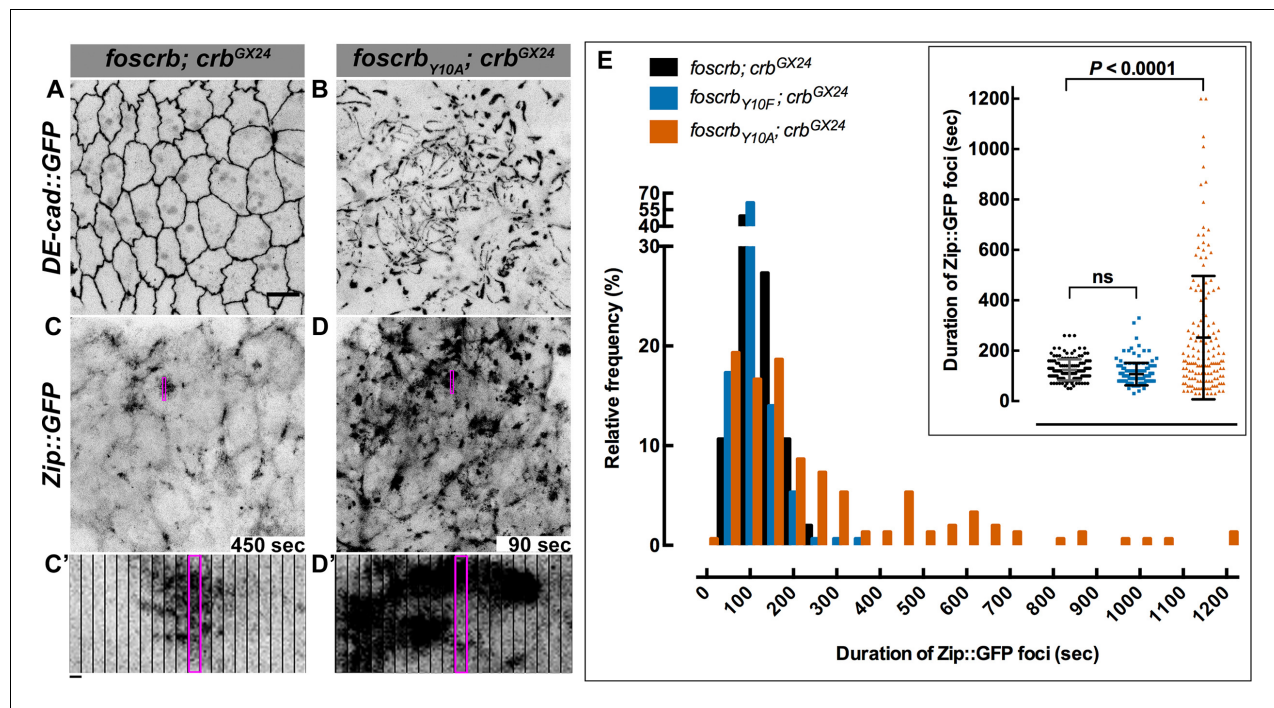 foscrb; crbGX24
foscrbY10A; crbGX24
A
B
DE-cad::GFP
C
D
Zip::GFP
450 sec
90 sec
C'
D'
E
foscrb; crbGX24
foscrbY10F; crbGX24
foscrbY10A; crbGX24
70
55
40
30
20
10
0
Relative frequency (%)
0
100
200
300
400
500
600
700
800
900
1000
1100
1200
Duration of Zip::GFP foci (sec)
P < 0.0001
ns
1200
1000
800
600
400
200
0
Duration of Zip::GFP foci (sec)